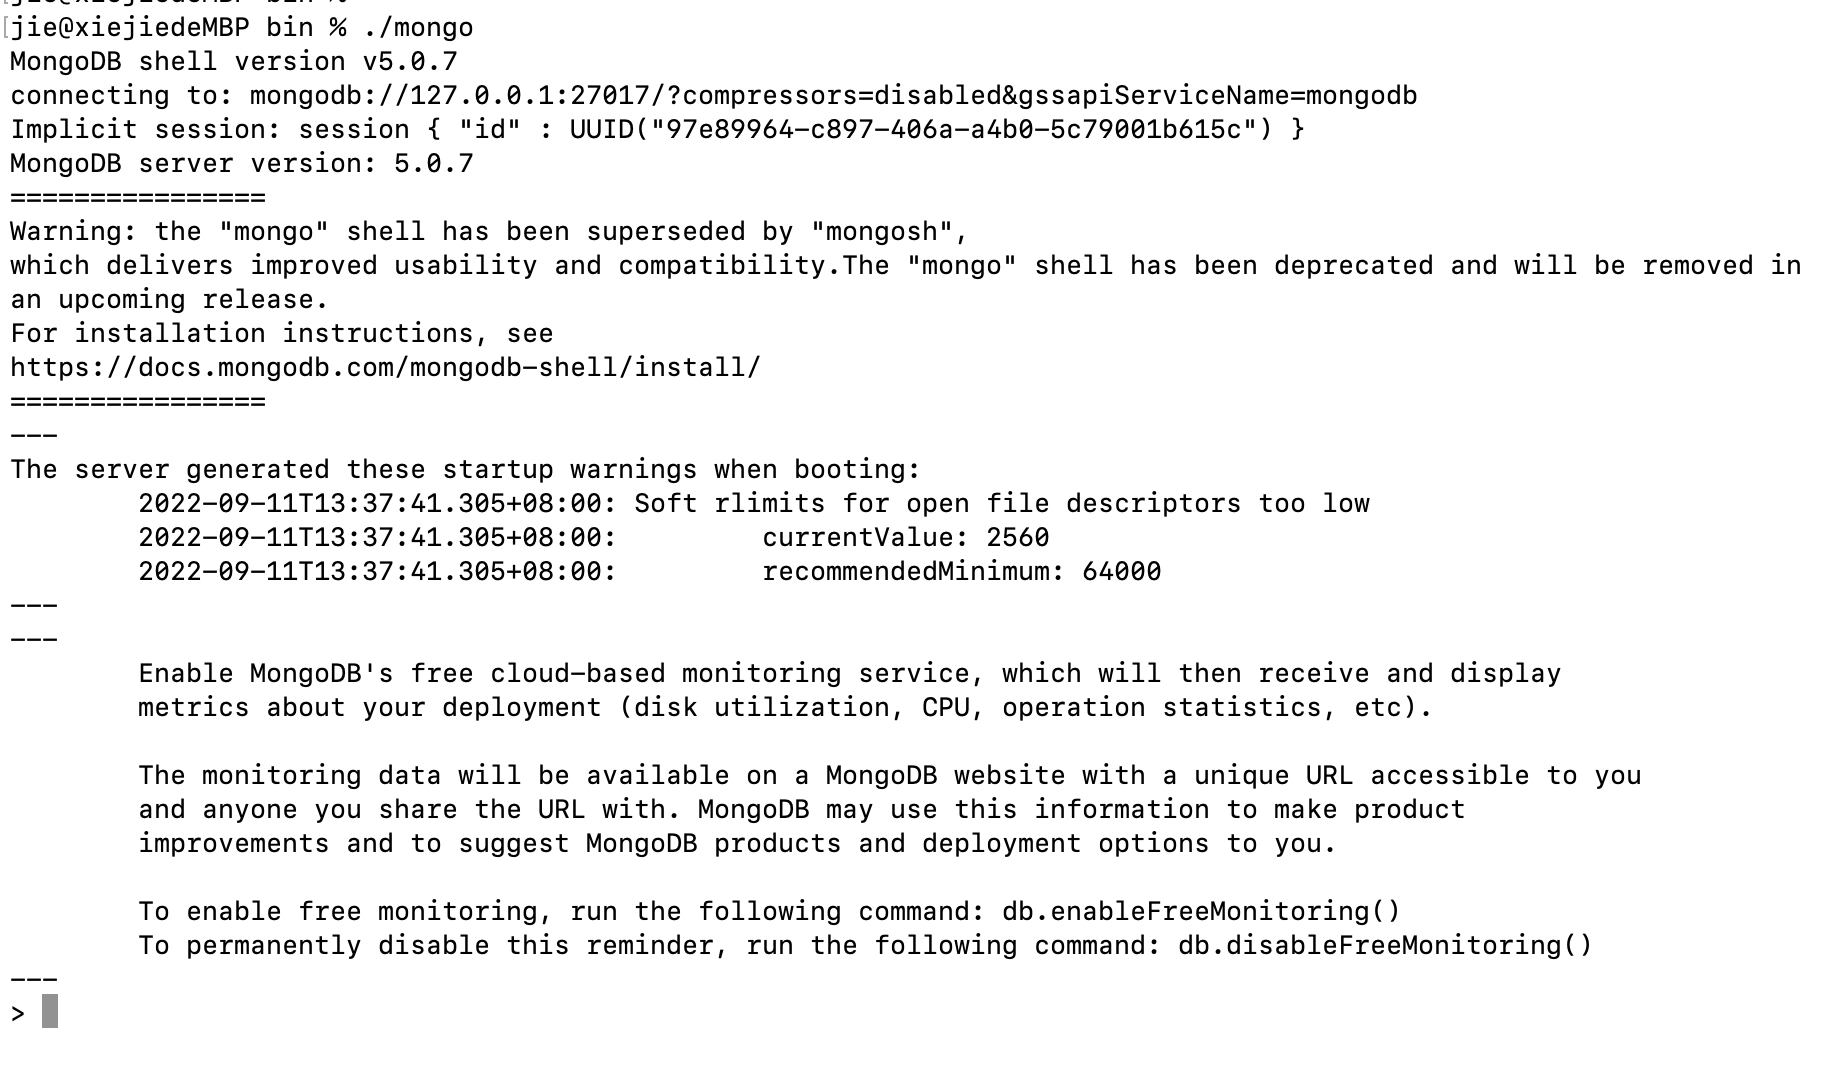 [jie@xiejiedeMBP bin % ./mongo
MongoDB shell version v5.0.7
connecting to: mongodb://127.0.0.1:27017/?compressors=disabled&gssapiServiceName=mongodb
Implicit session: session { "id" : UUID("97e89964-c897-406a-a4b0-5c79001b615c") }
MongoDB server version: 5.0.7
================
Warning: the "mongo" shell has been superseded by "mongosh",
which delivers improved usability and compatibility.The "mongo" shell has been deprecated and will be removed in
an upcoming release.
For installation instructions, see
https://docs.mongodb.com/mongodb-shell/install/
================
---
The server generated these startup warnings when booting:
        2022-09-11T13:37:41.305+08:00: Soft rlimits for open file descriptors too low
        2022-09-11T13:37:41.305+08:00:         currentValue: 2560
        2022-09-11T13:37:41.305+08:00:         recommendedMinimum: 64000
---
---
        Enable MongoDB's free cloud-based monitoring service, which will then receive and display
        metrics about your deployment (disk utilization, CPU, operation statistics, etc).

        The monitoring data will be available on a MongoDB website with a unique URL accessible to you
        and anyone you share the URL with. MongoDB may use this information to make product
        improvements and to suggest MongoDB products and deployment options to you.

        To enable free monitoring, run the following command: db.enableFreeMonitoring()
        To permanently disable this reminder, run the following command: db.disableFreeMonitoring()
---
>